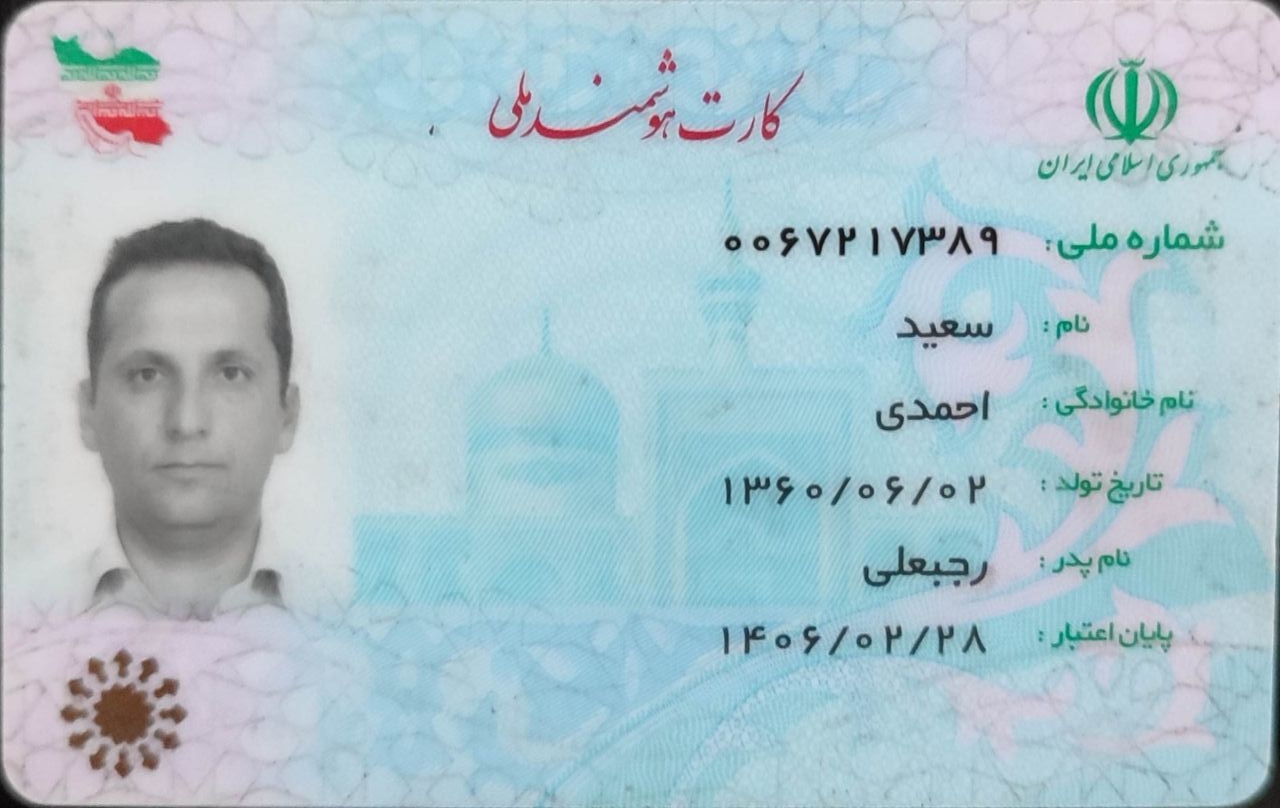 کارت هوشمند ملی
جمهوری اسلامی ایران
شماره ملی: ۰۰۶۷۲۱۷۳۸۹
نام: سعید
نام خانوادگی: احمدی
تاریخ تولد: ۱۳۶۰/۰۶/۰۲
نام پدر: رجبعلی
پایان اعتبار: ۱۴۰۶/۰۲/۲۸